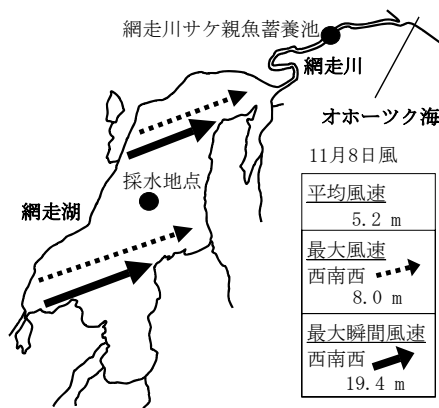 網走川サケ親魚蓄養池
網走川
オホーツク海
11月8日風
採水地点
網走湖
平均風速
5.2 m
最大風速
西南西
8.0 m
最大瞬間風速
西南西
19.4 m